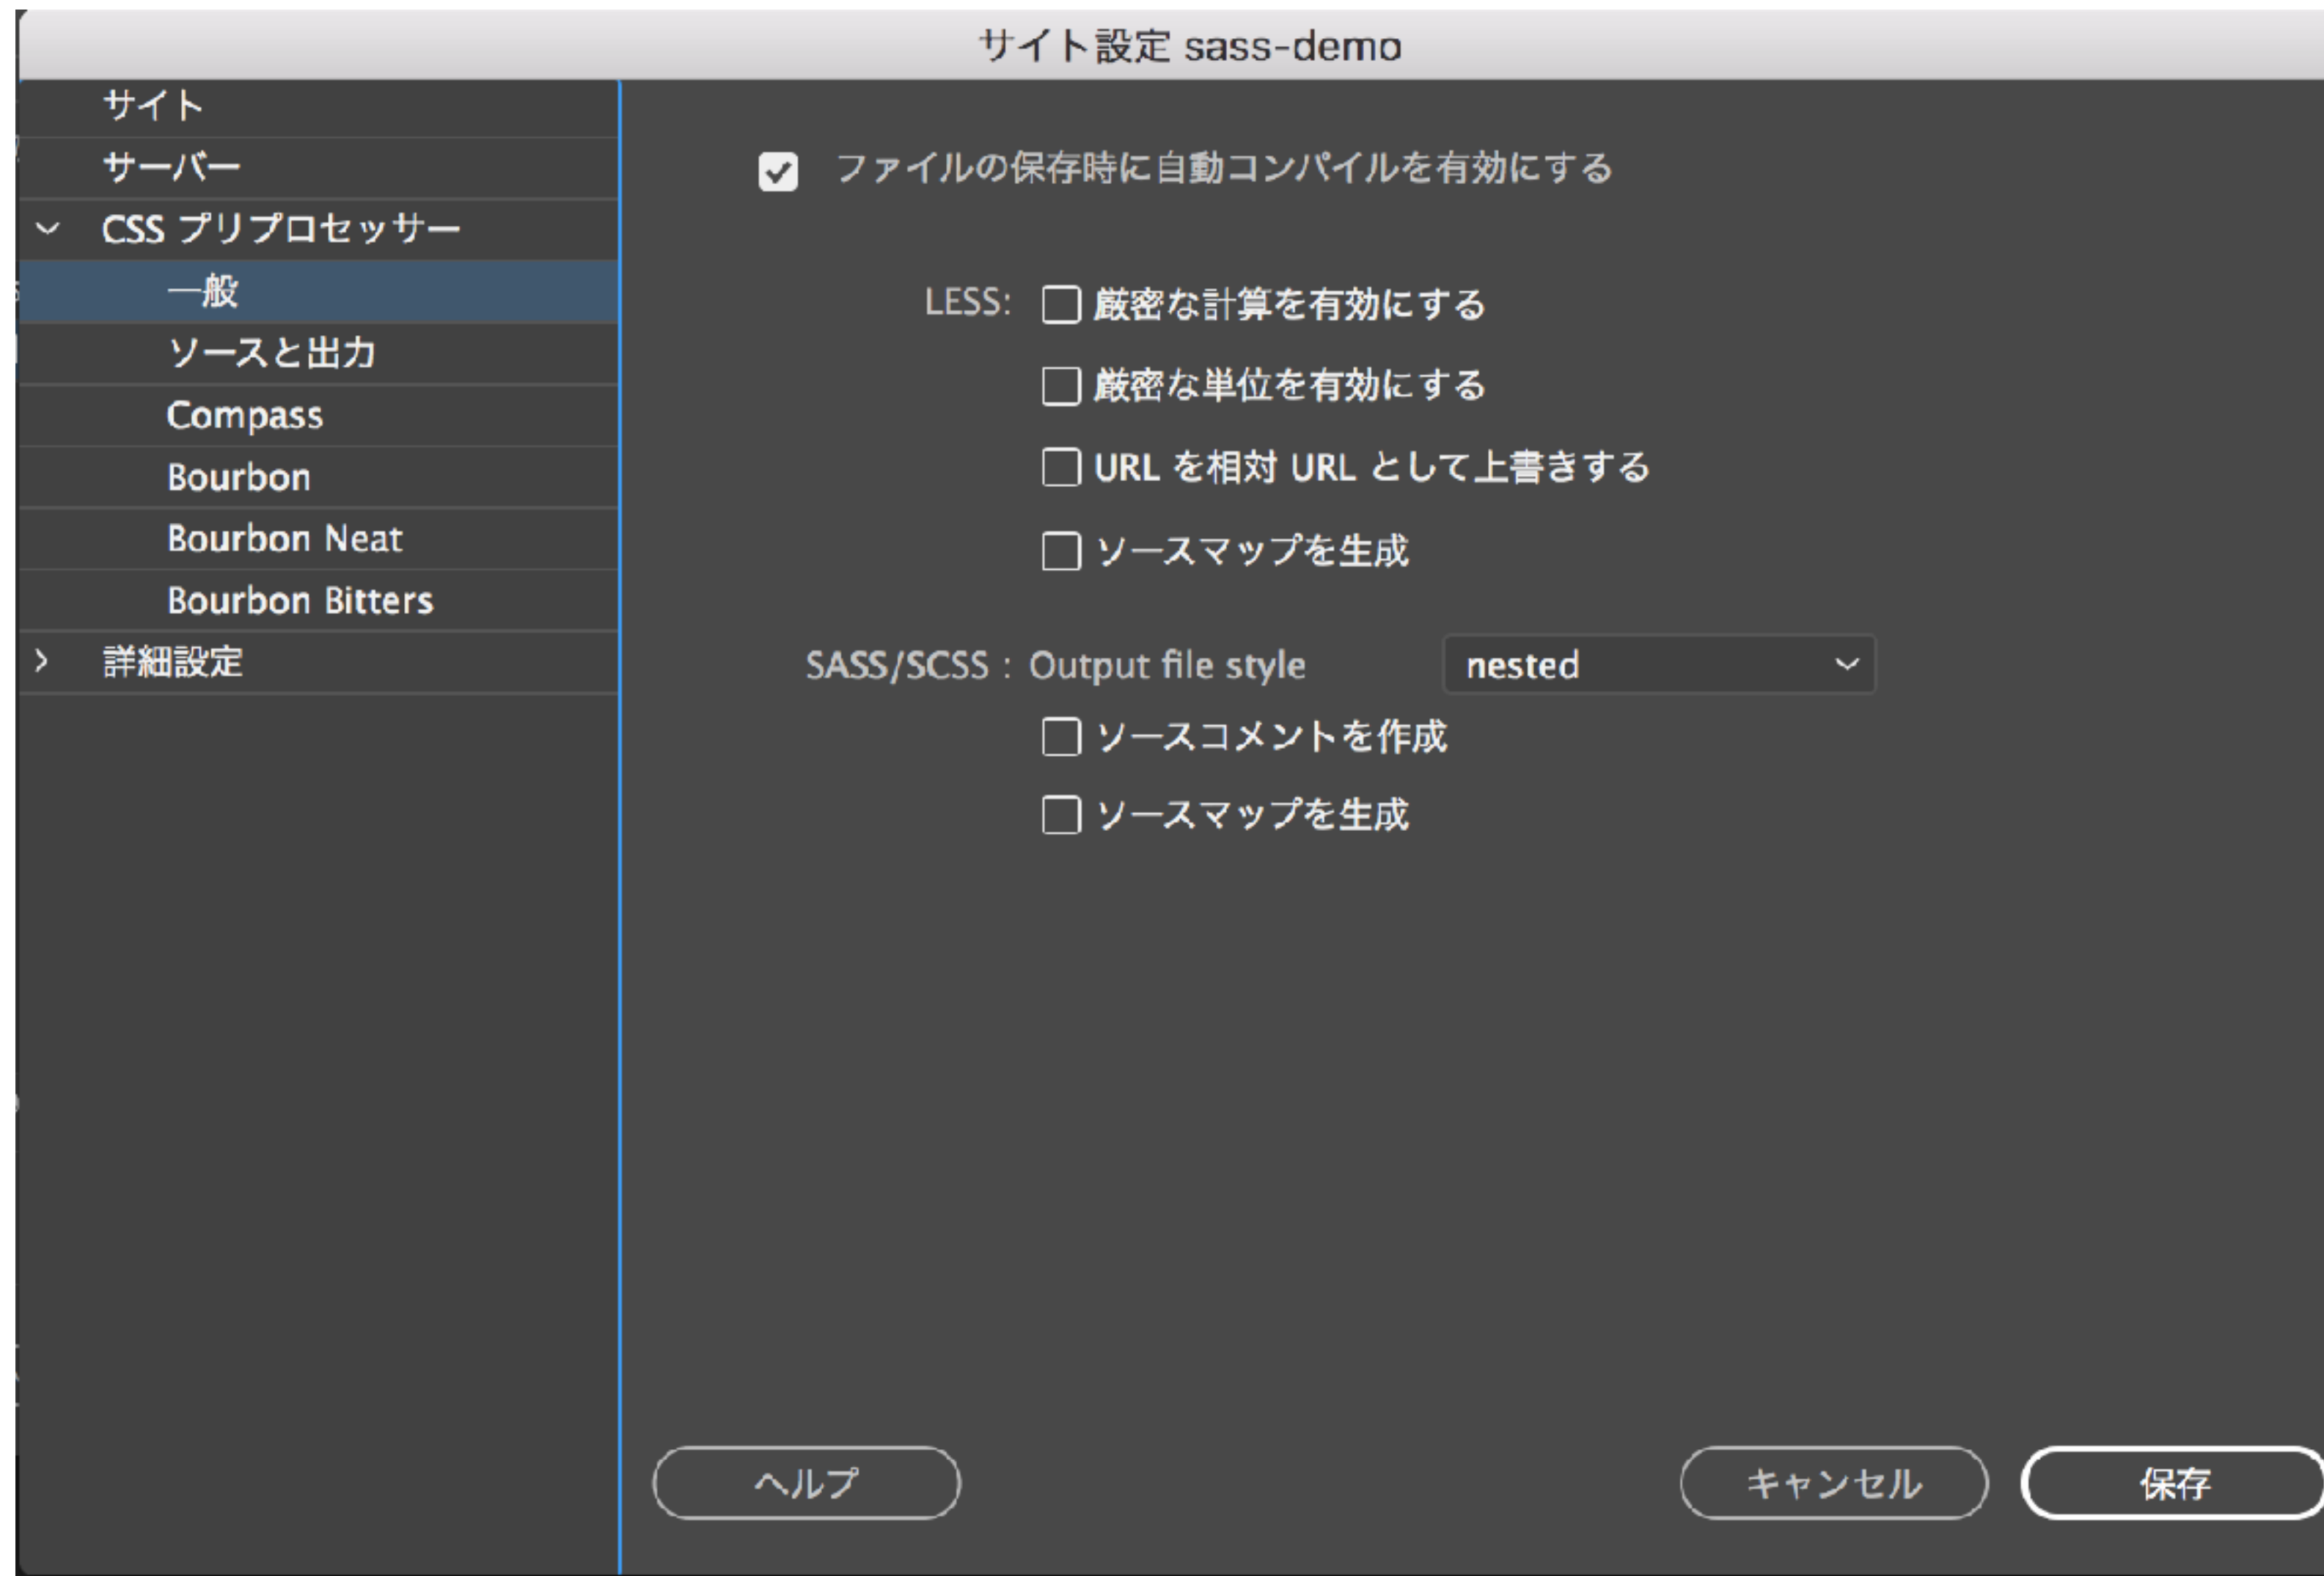 サイト設定 sass-demo
サイト
サーバー
CSS プリプロセッサー
一般
ソースと出力
Compass
Bourbon
Bourbon Neat
Bourbon Bitters
詳細設定
ファイルの保存時に自動コンパイルを有効にする
LESS: 厳密な計算を有効にする
厳密な単位を有効にする
URL を相対 URL として上書きする
ソースマップを生成
SASS/SCSS : Output file style nested
ソースコメントを作成
ソースマップを生成
ヘルプ キャンセル 保存